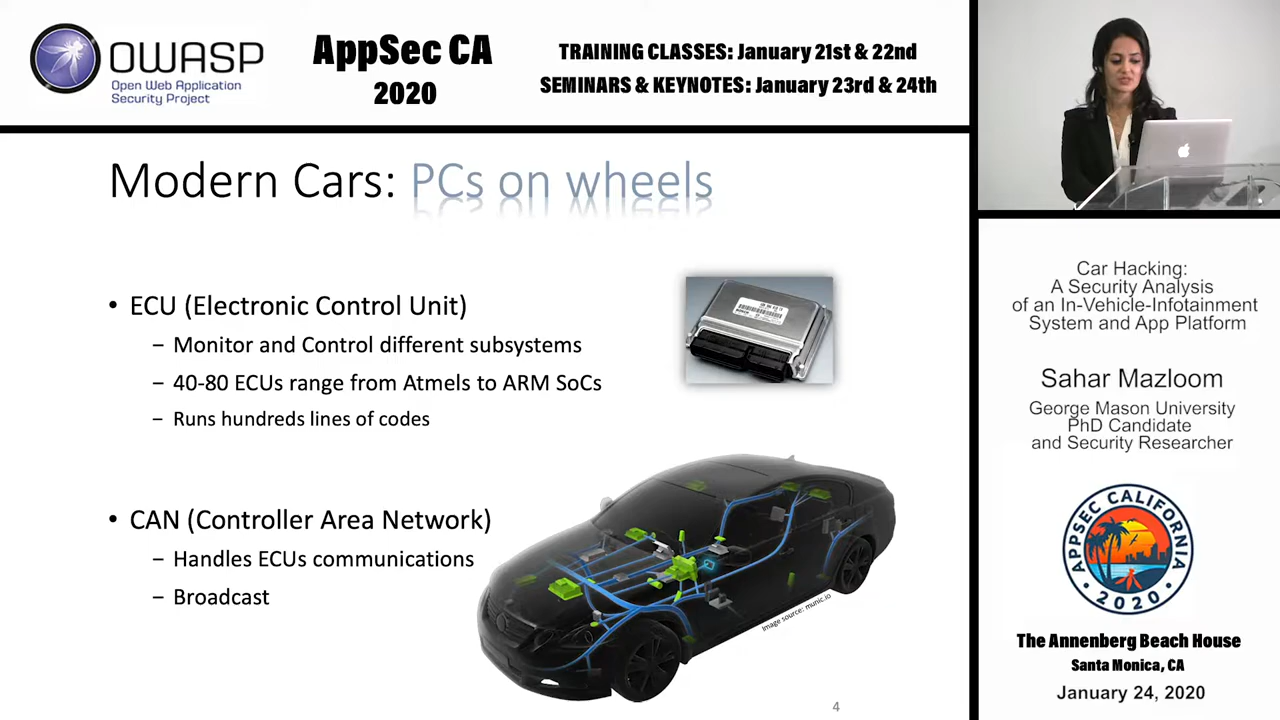 OWASP
Open Web Application
Security Project
AppSec CA
2020
TRAINING CLASSES: January 21st & 22nd
SEMINARS & KEYNOTES: January 23rd & 24th
Modern Cars: PCs on wheels
• ECU (Electronic Control Unit)
– Monitor and Control different subsystems
– 40-80 ECUs range from Atmels to ARM SoCs
– Runs hundreds lines of codes
• CAN (Controller Area Network)
– Handles ECUs communications
– Broadcast
Image source: munic.io
4
Car Hacking:
A Security Analysis
of an In-Vehicle-Infotainment
System and App Platform
Sahar Mazloom
George Mason University
PhD Candidate
and Security Researcher
APPSEC CALIFORNIA
• 2020 •
The Annenberg Beach House
Santa Monica, CA
January 24, 2020